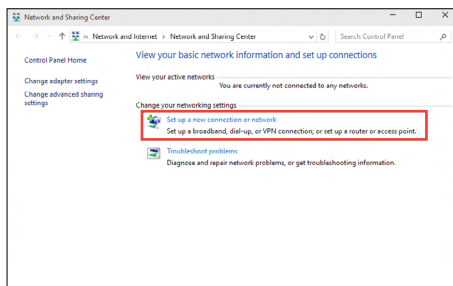 Network and Sharing Center
« Network and Internet › Network and Sharing Center
Search Control Panel
Control Panel Home
Change adapter settings
Change advanced sharing
settings
View your basic network information and set up connections
View your active networks
You are currently not connected to any networks.
Change your networking settings
Set up a new connection or network
Set up a broadband, dial-up, or VPN connection; or set up a router or access point.
Troubleshoot problems
Diagnose and repair network problems, or get troubleshooting information.